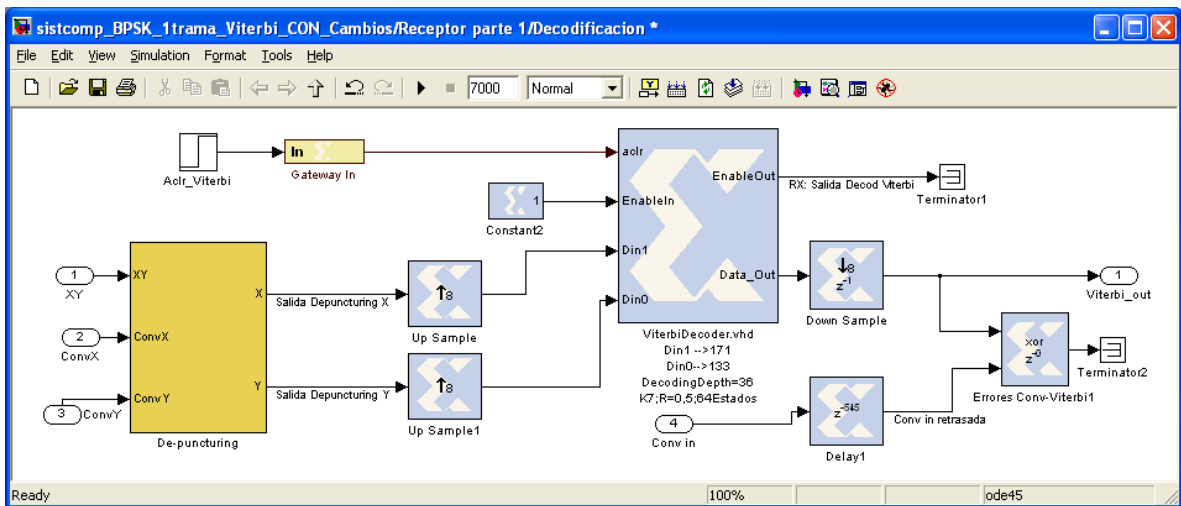 sistcomp_BPSK_1trama_Viterbi_CON_Cambios/Receptor parte 1/Decodificacion *
File Edit View Simulation Format Tools Help
7000 Normal
Aclr_Viterbi
In
Gateway In
1
Constant2
aclr
EnableIn
Din1
Din0
EnableOut
Data_Out
ViterbiDecoder.vhd
Din1 -->171
Din0-->133
DecodingDepth=36
K7;R=0,5;64Estados
RX: Salida Decod Viterbi
Terminator1
1
XY
2
ConvX
3
ConvY
XY
ConvX
Conv Y
X
Y
De-puncturing
Salida Depuncturing X
Salida Depuncturing Y
↑8
Up Sample
↑8
Up Sample1
↓8
z-1
Down Sample
1
Viterbi_out
xor
z-0
Errores Conv-Viterbi1
Terminator2
4
Conv in
z-545
Delay1
Conv in retrasada
Ready 100% ode45